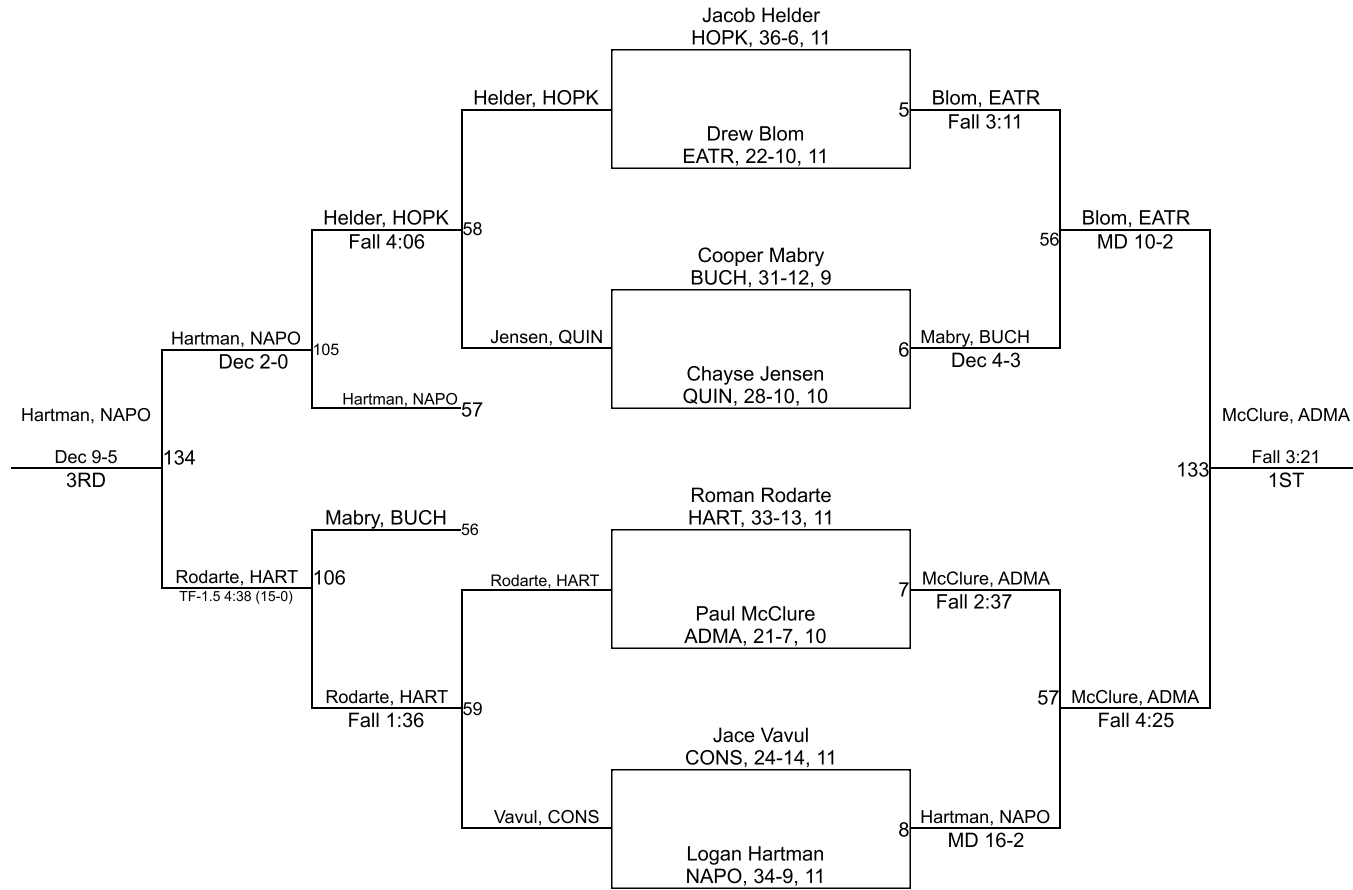 Jacob Helder
HOPK, 36-6, 11
Helder, HOPK
5
Blom, EATR
Fall 3:11
Drew Blom
EATR, 22-10, 11
Helder, HOPK
Fall 4:06
58
56
Blom, EATR
MD 10-2
Cooper Mabry
BUCH, 31-12, 9
Jensen, QUIN
6
Mabry, BUCH
Dec 4-3
Hartman, NAPO
Dec 2-0
105
Chayse Jensen
QUIN, 28-10, 10
Hartman, NAPO
57
Hartman, NAPO
Dec 9-5
3RD
134
McClure, ADMA
133
Fall 3:21
1ST
Roman Rodarte
HART, 33-13, 11
Mabry, BUCH
56
Rodarte, HART
TF-1.5 4:38 (15-0)
106
Rodarte, HART
7
McClure, ADMA
Fall 2:37
Paul McClure
ADMA, 21-7, 10
Rodarte, HART
Fall 1:36
59
57
McClure, ADMA
Fall 4:25
Jace Vavul
CONS, 24-14, 11
Vavul, CONS
8
Hartman, NAPO
MD 16-2
Logan Hartman
NAPO, 34-9, 11